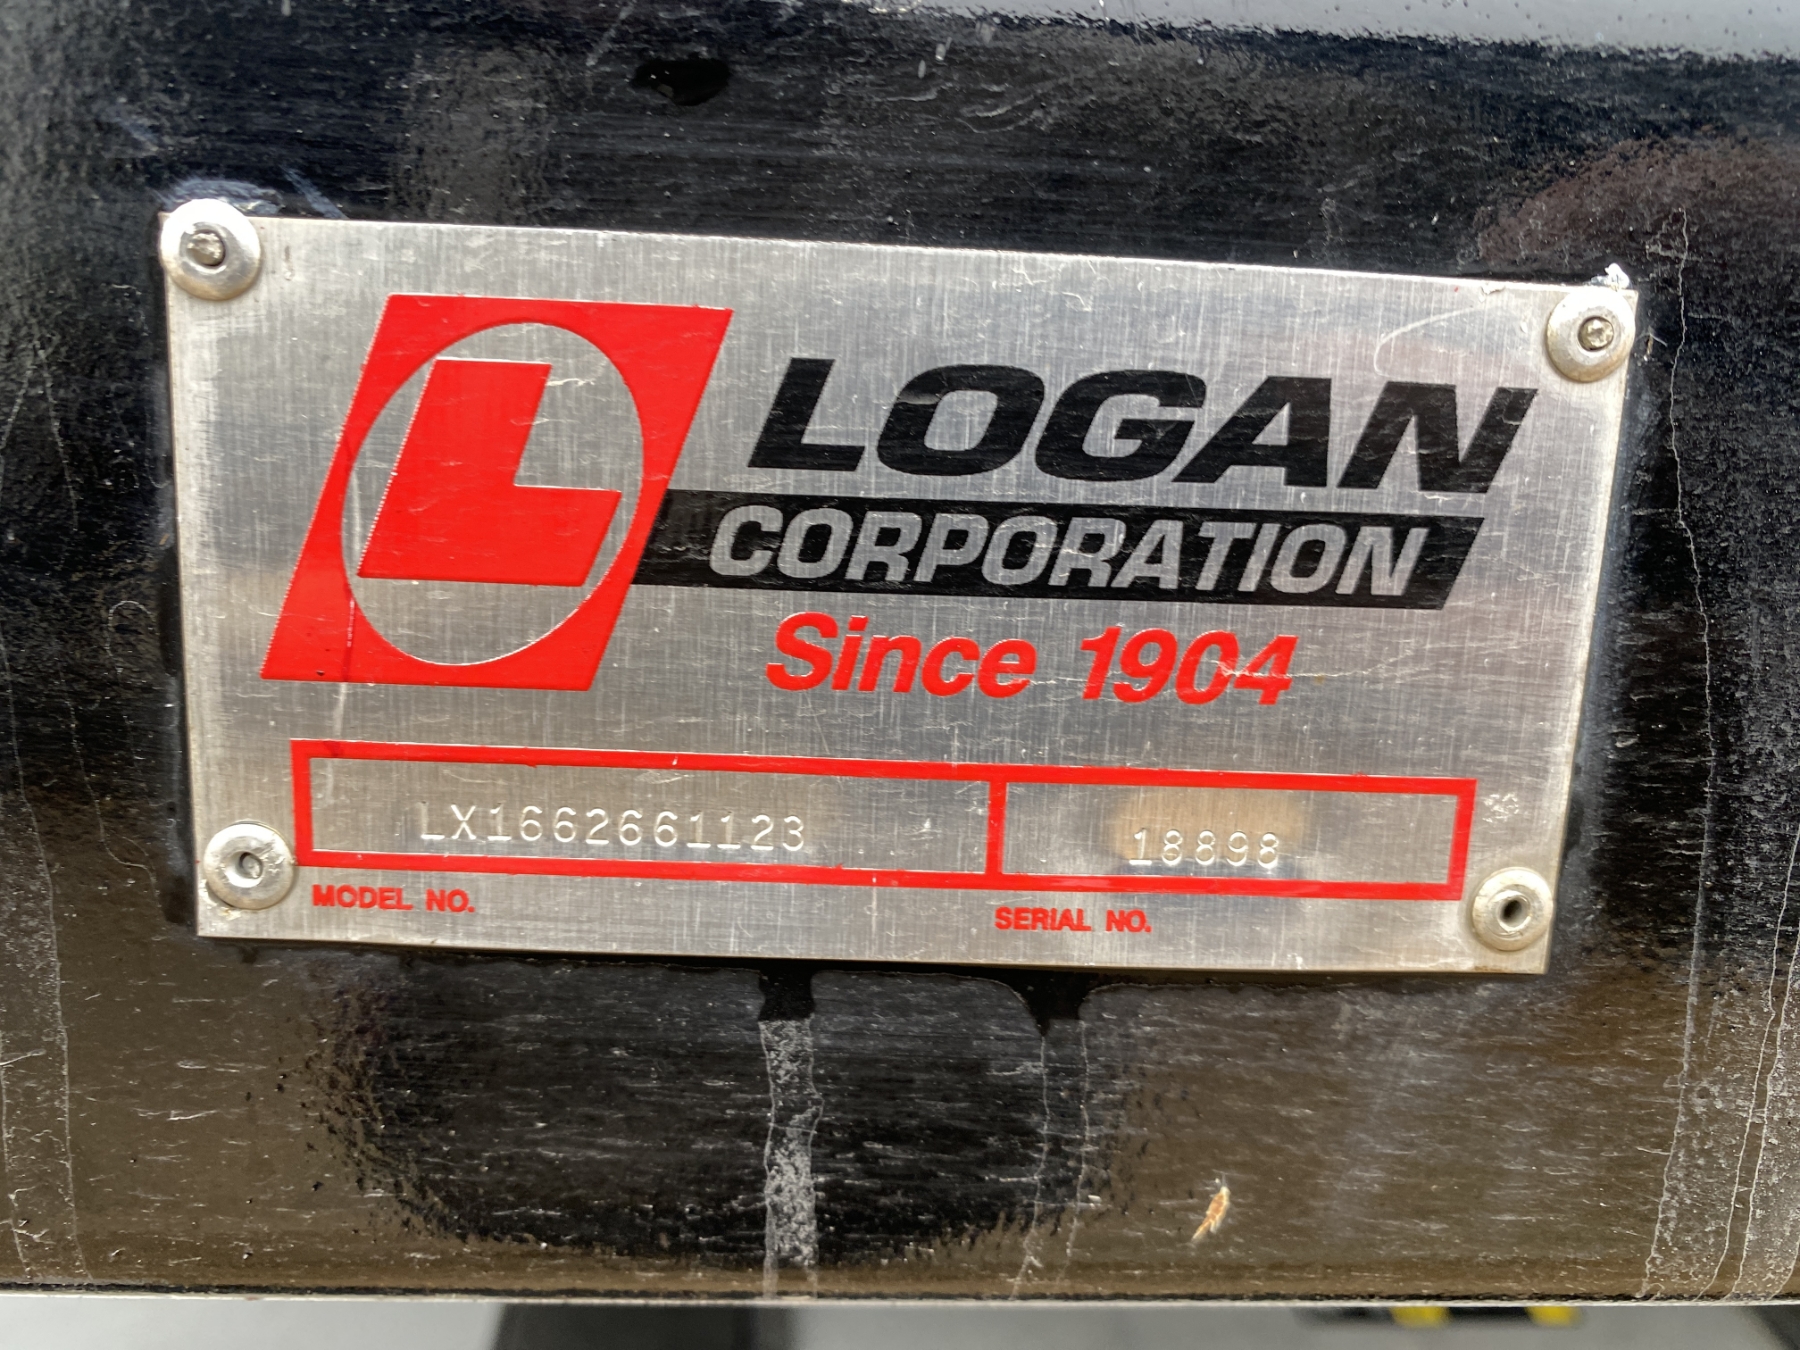 L
LOGAN
CORPORATION
Since 1904
LX1662661123
18898
MODEL NO.
SERIAL NO.